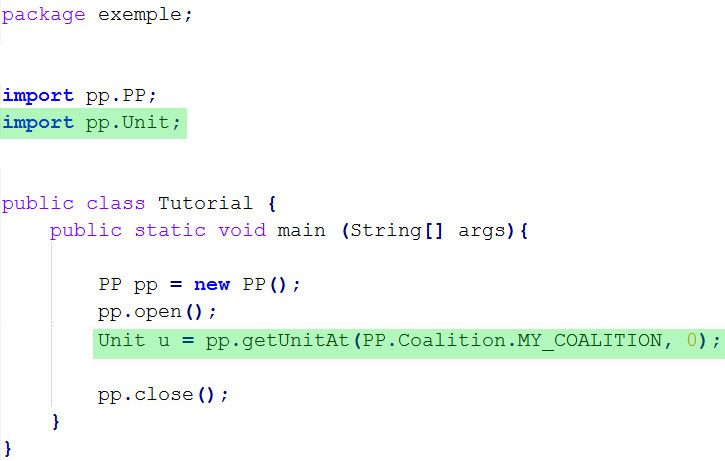 package exemple;
import pp.PP;
import pp.Unit;
public class Tutorial {
public static void main (String[] args){
PP pp = new PP();
pp.open();
Unit u = pp.getUnitAt(PP.Coalition.MY_COALITION, 0);
pp.close();
}
}